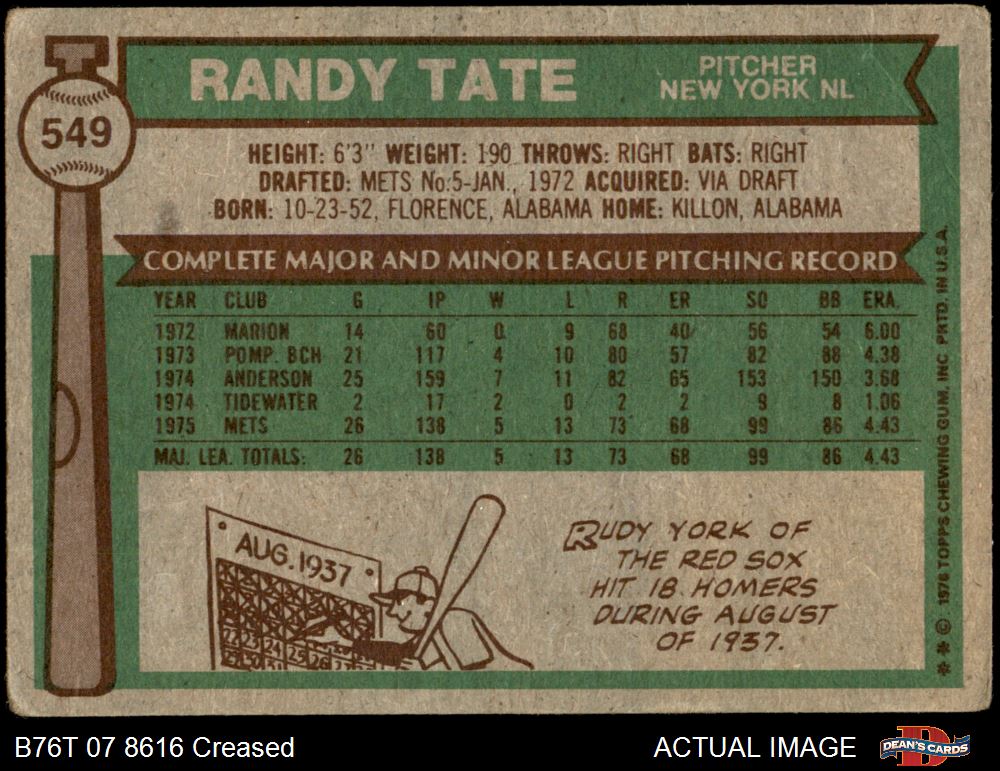 549
RANDY TATE
PITCHER
NEW YORK NL
HEIGHT: 6'3" WEIGHT: 190 THROWS: RIGHT BATS: RIGHT
DRAFTED: METS No:5-JAN., 1972 ACQUIRED: VIA DRAFT
BORN: 10-23-52, FLORENCE, ALABAMA HOME: KILLON, ALABAMA
COMPLETE MAJOR AND MINOR LEAGUE PITCHING RECORD
YEAR CLUB G IP W L R ER SO BB ERA
1972 MARION 14 60 0 9 68 40 56 54 6.00
1973 POMP. BCH 21 117 4 10 80 57 82 88 4.38
1974 ANDERSON 25 159 7 11 82 65 153 150 3.68
1974 TIDEWATER 2 17 2 0 2 2 9 8 1.06
1975 METS 26 138 5 13 73 68 99 86 4.43
MAJ. LEA. TOTALS: 26 138 5 13 73 68 99 86 4.43
AUG. 1937
22 23 24 25 26
29 30 31
RUDY YORK OF
THE RED SOX
HIT 18 HOMERS
DURING AUGUST
OF 1937.
* * © 1976 TOPPS CHEWING GUM, INC. PRTD. IN U.S.A.
B76T 07 8616 Creased
ACTUAL IMAGE
DEAN'S CARDS